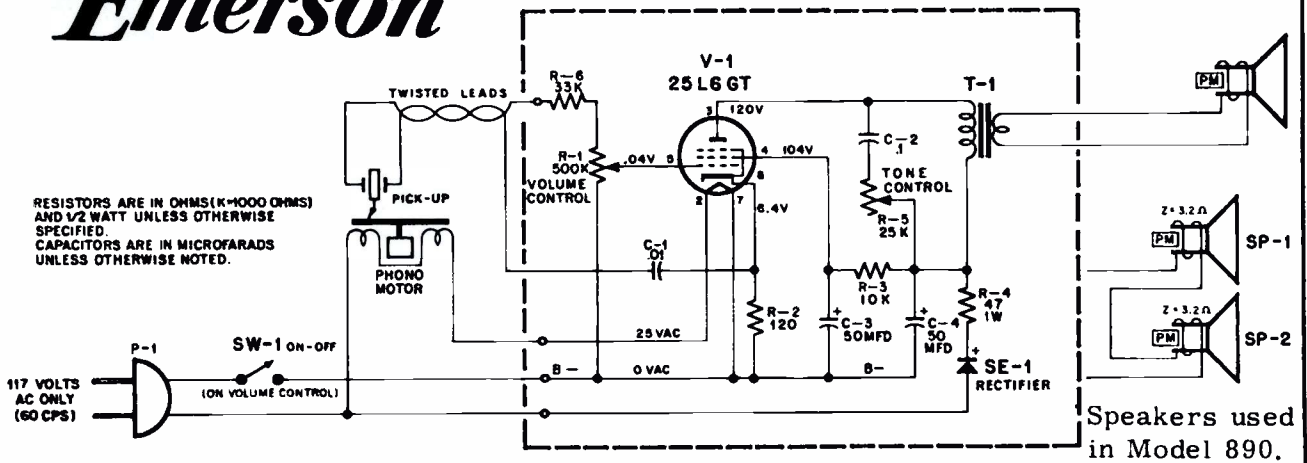 Emerson
V-1
25L6GT
T-1
R-6
33K
TWISTED LEADS
3
120V
PM
R-1
500K
VOLUME
CONTROL
.04V
5
4
104V
8
2
7
6.4V
C-2
.1
TONE
CONTROL
R-5
25K
PICK-UP
RESISTORS ARE IN OHMS (K=1000 OHMS)
AND 1/2 WATT UNLESS OTHERWISE
SPECIFIED.
CAPACITORS ARE IN MICROFARADS
UNLESS OTHERWISE NOTED.
PHONO
MOTOR
C-1
.01
R-2
120
R-3
10K
R-4
47
1W
C-3
50MFD
C-4
50
MFD
Z=3.2Ω
PM
SP-1
Z=3.2Ω
PM
SP-2
25 VAC
P-1
SW-1 ON-OFF
(ON VOLUME CONTROL)
B-
0 VAC
B-
SE-1
RECTIFIER
117 VOLTS
AC ONLY
(60 CPS)
Speakers used
in Model 890.